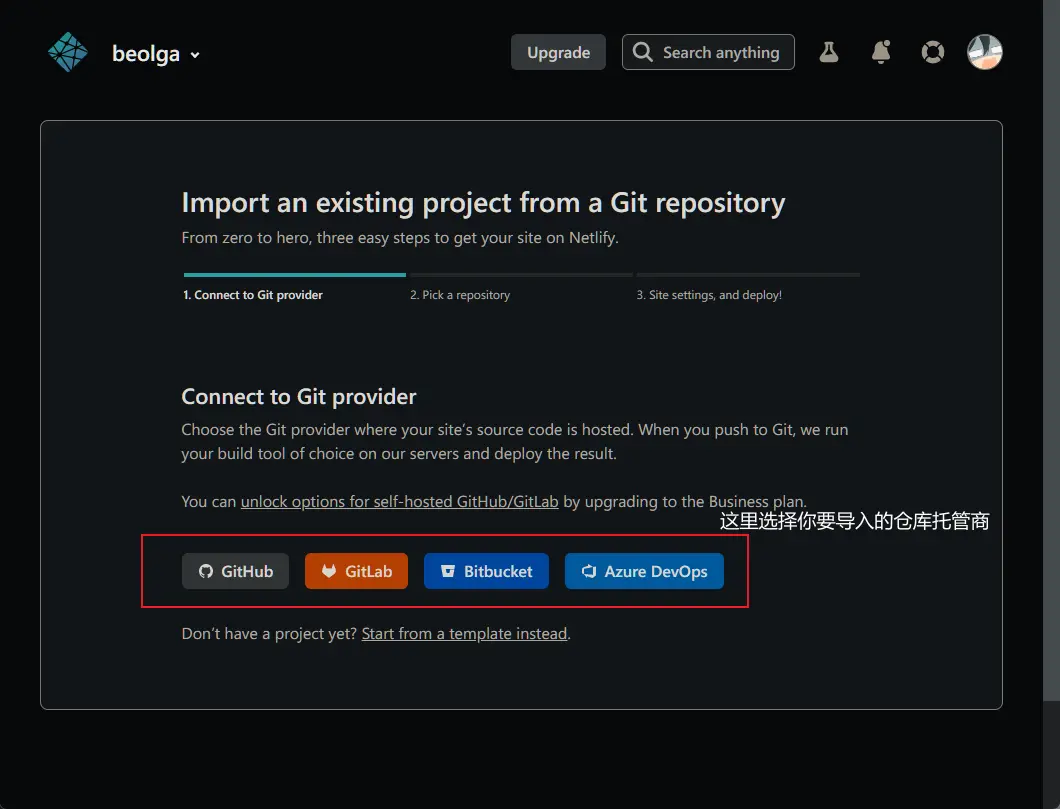 beolga
Upgrade
Search anything
Import an existing project from a Git repository
From zero to hero, three easy steps to get your site on Netlify.
1. Connect to Git provider
2. Pick a repository
3. Site settings, and deploy!
Connect to Git provider
Choose the Git provider where your site’s source code is hosted. When you push to Git, we run
your build tool of choice on our servers and deploy the result.
You can unlock options for self-hosted GitHub/GitLab by upgrading to the Business plan.
这里选择你要导入的仓库托管商
GitHub
GitLab
Bitbucket
Azure DevOps
Don’t have a project yet? Start from a template instead.